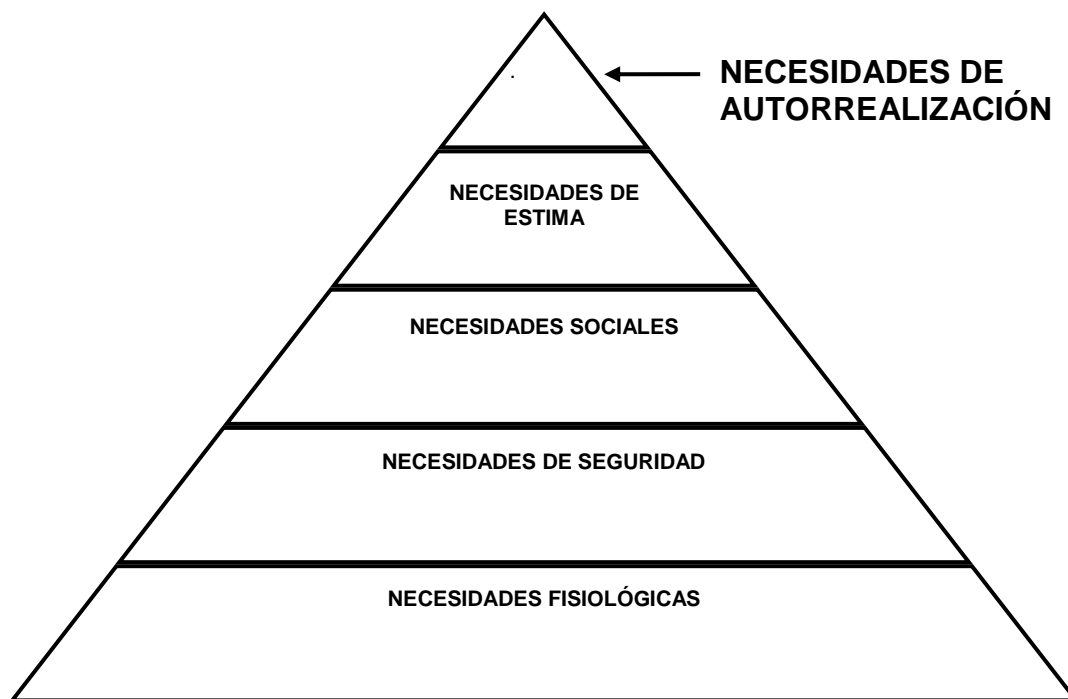 NECESIDADES DE
AUTORREALIZACIÓN
NECESIDADES DE
ESTIMA
NECESIDADES SOCIALES
NECESIDADES DE SEGURIDAD
NECESIDADES FISIOLÓGICAS